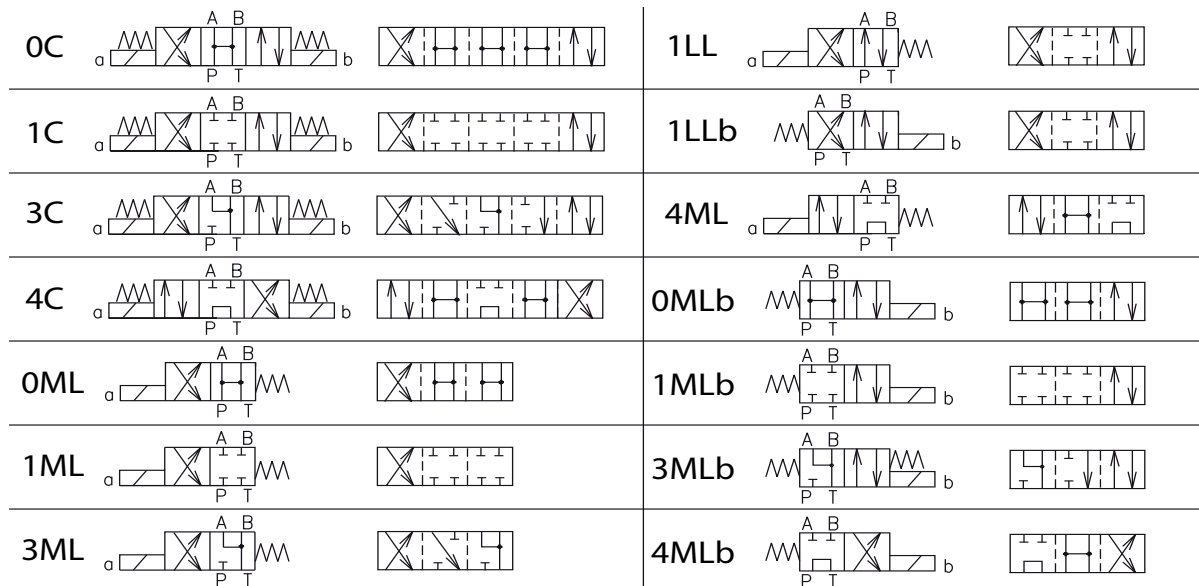 A B
0C a b
P T
A B
1C a b
P T
A B
3C a b
P T
A B
4C a b
P T
A B
0ML a
P T
A B
1ML a
P T
A B
3ML a
P T
A B
1LL a
P T
A B
1LLb b
P T
A B
4ML a
P T
A B
0MLb b
P T
A B
1MLb b
P T
A B
3MLb b
P T
A B
4MLb b
P T